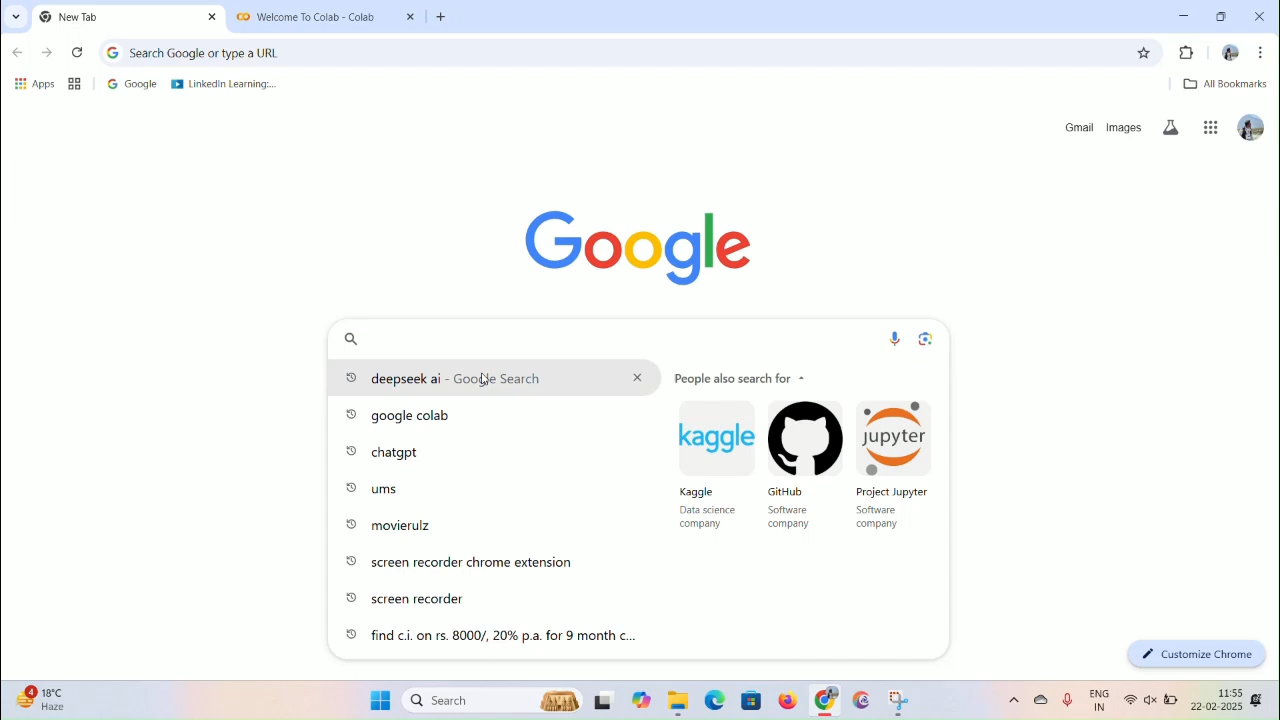 New Tab
Welcome To Colab - Colab
Search Google or type a URL
Apps
Google
LinkedIn Learning:...
All Bookmarks
Gmail
Images
Google
deepseek ai - Google Search
google colab
chatgpt
ums
movierulz
screen recorder chrome extension
screen recorder
find c.i. on rs. 8000/, 20% p.a. for 9 month c...
People also search for
kaggle
Jupyter
Kaggle
Data science
company
GitHub
Software
company
Project Jupyter
Software
company
Customize Chrome
4
18°C
Haze
Search
ENG
IN
11:55
22-02-2025